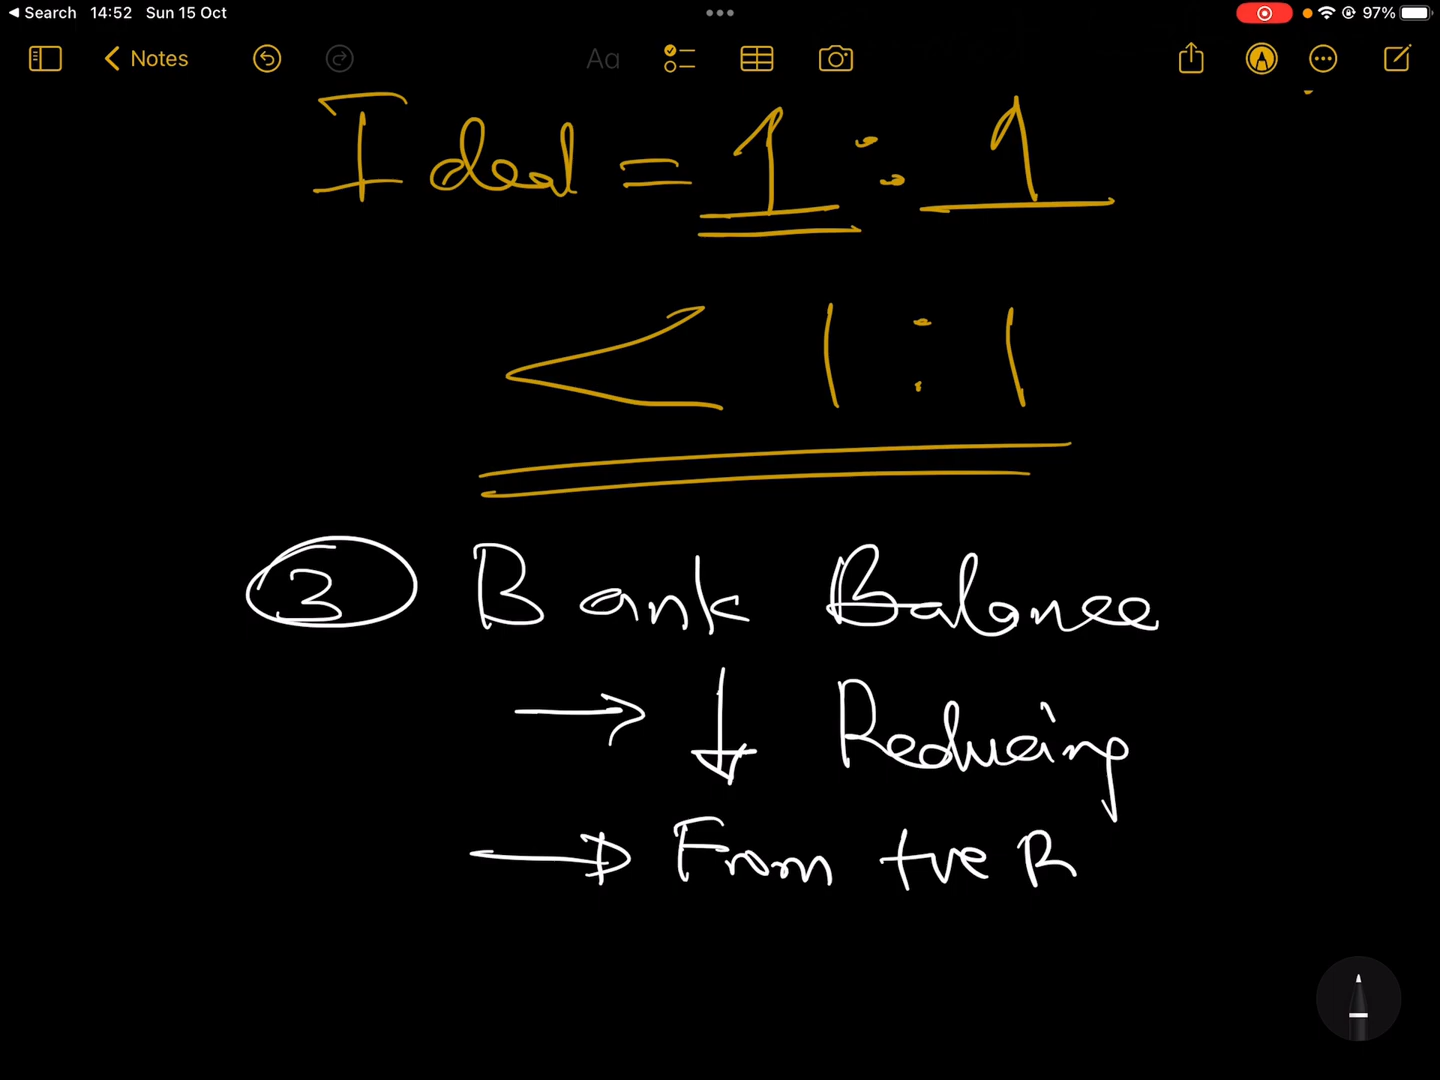 Search 14:52 Sun 15 Oct 97%
Notes Aa
Ideal = 1 : 1
< 1 : 1
3 Bank Balance
→ ↓ Reducing
→ From +ve B